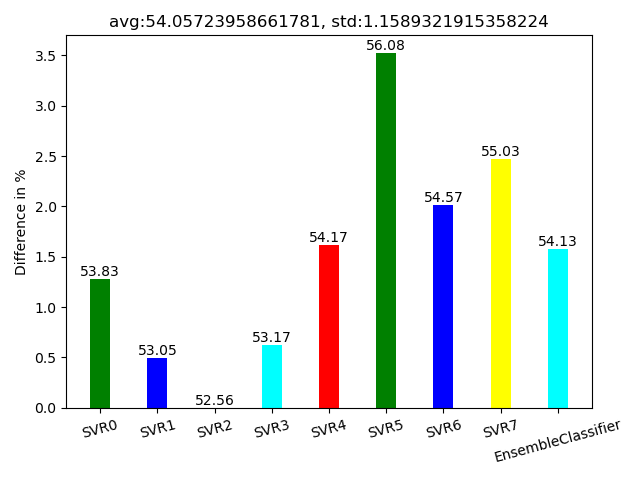 avg:54.05723958661781, std:1.1589321915358224
Difference in %
3.5
3.0
2.5
2.0
1.5
1.0
0.5
0.0
53.83
53.05
52.56
53.17
54.17
56.08
54.57
55.03
54.13
SVR0
SVR1
SVR2
SVR3
SVR4
SVR5
SVR6
SVR7
EnsembleClassifier